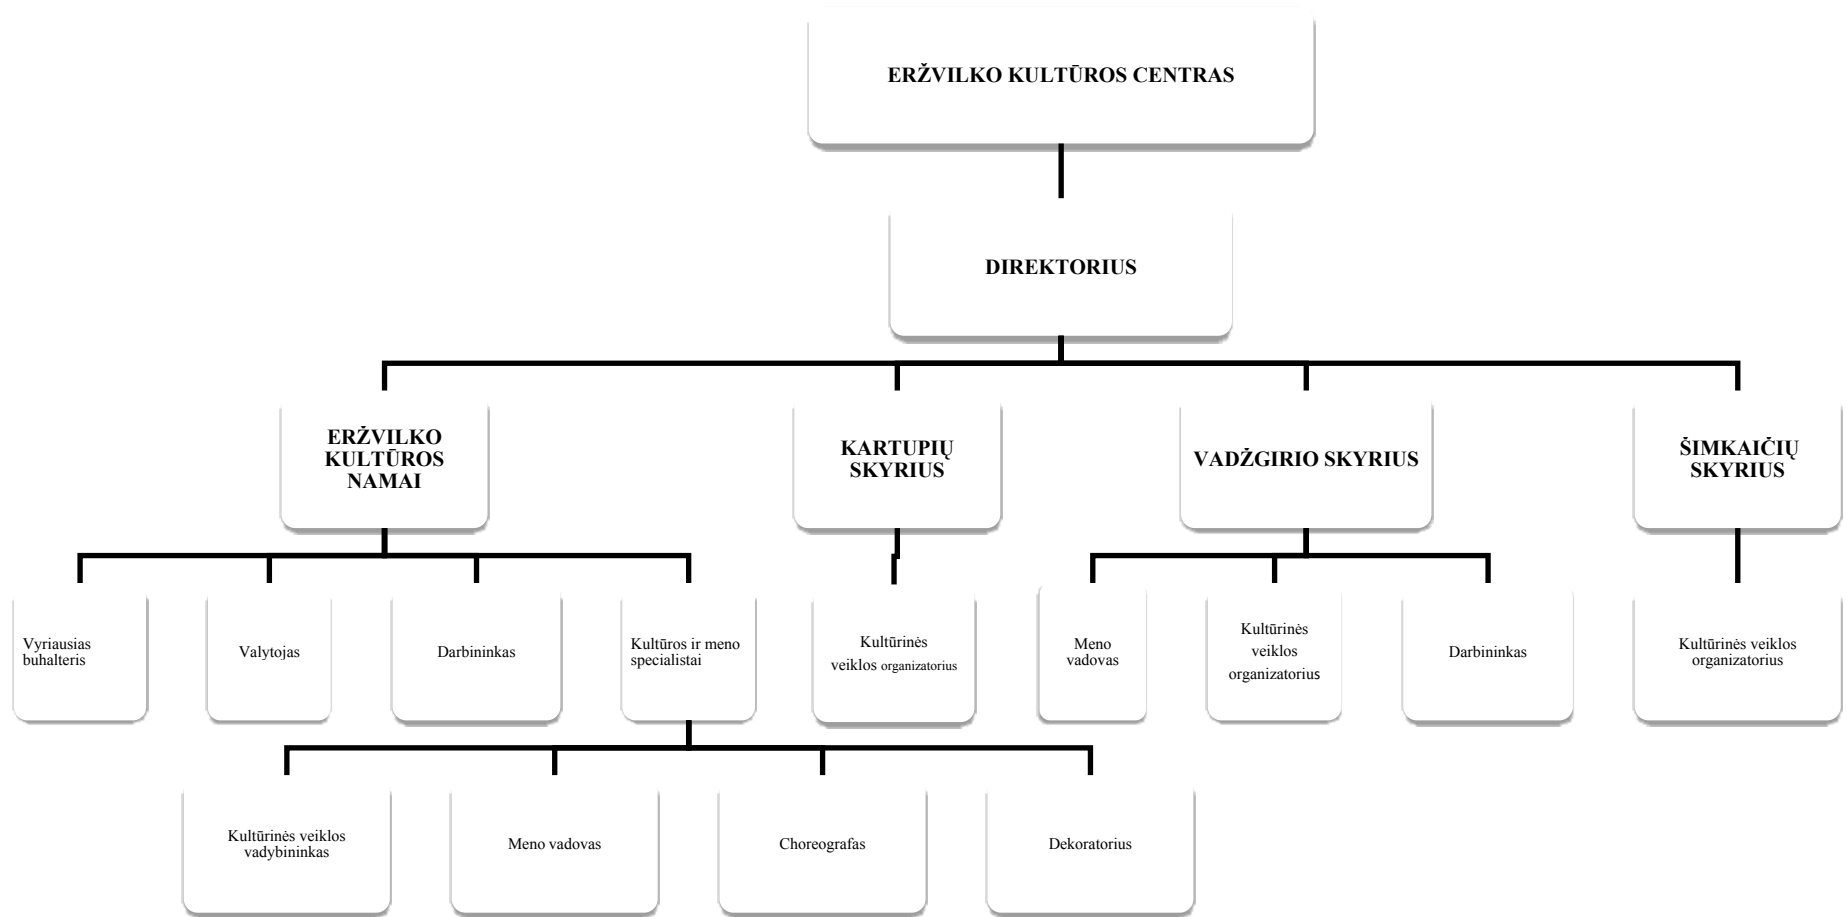 ERŽVILKO KULTŪROS CENTRAS
DIREKTORIUS
ERŽVILKO
KULTŪROS
NAMAI
KARTUPIŲ
SKYRIUS
VADŽGIRIO SKYRIUS
ŠIMKAIČIŲ
SKYRIUS
Vyriausias
buhalteris
Valytojas
Darbininkas
Kultūros ir meno
specialistai
Kultūrinės
veiklos organizatorius
Meno
vadovas
Kultūrinės
veiklos
organizatorius
Darbininkas
Kultūrinės veiklos
organizatorius
Kultūrinės veiklos
vadybininkas
Meno vadovas
Choreografas
Dekoratorius